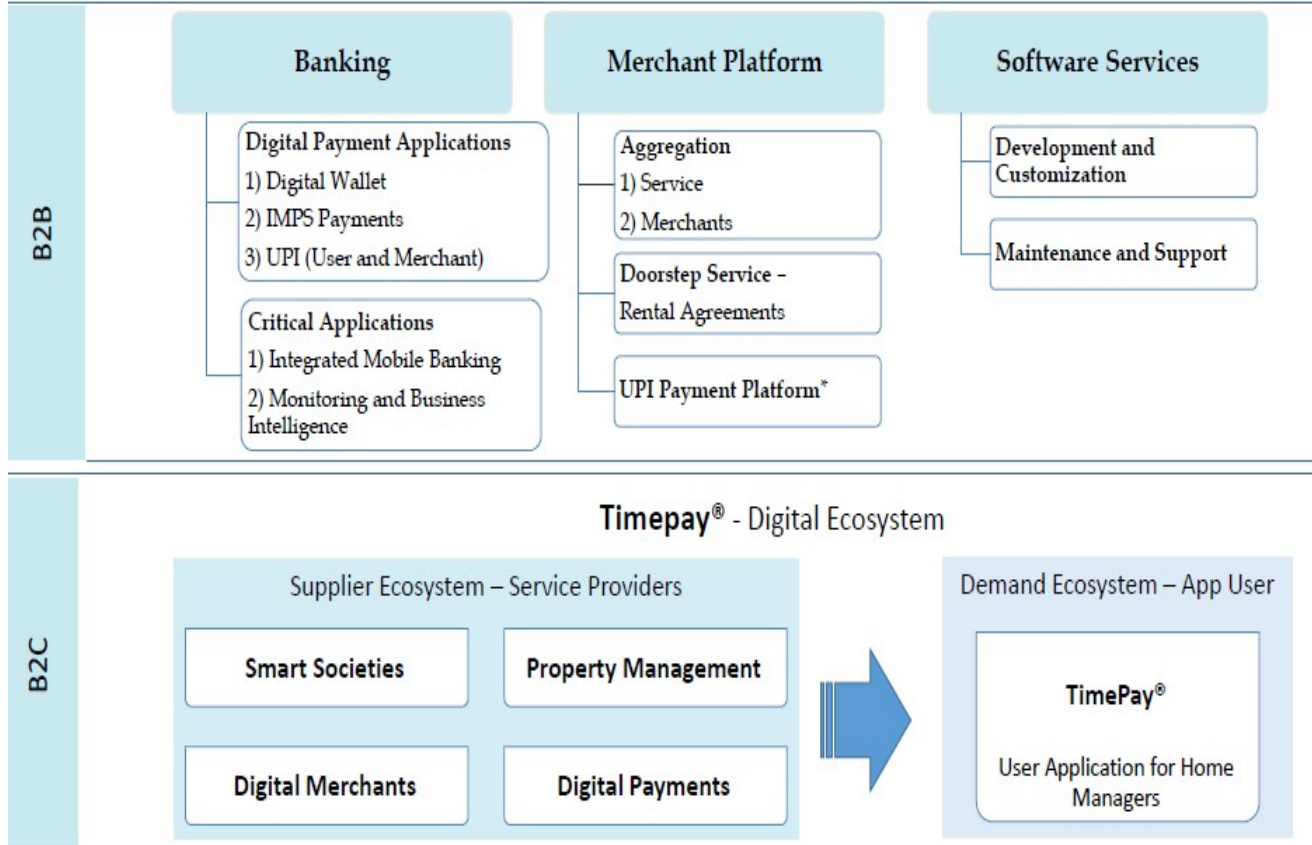 B2B
Banking
Digital Payment Applications
1) Digital Wallet
2) IMPS Payments
3) UPI (User and Merchant)
Critical Applications
1) Integrated Mobile Banking
2) Monitoring and Business
Intelligence
Merchant Platform
Aggregation
1) Service
2) Merchants
Doorstep Service –
Rental Agreements
UPI Payment Platform*
Software Services
Development and
Customization
Maintenance and Support
B2C
Timepay® - Digital Ecosystem
Supplier Ecosystem – Service Providers
Smart Societies
Property Management
Digital Merchants
Digital Payments
Demand Ecosystem – App User
TimePay®
User Application for Home
Managers